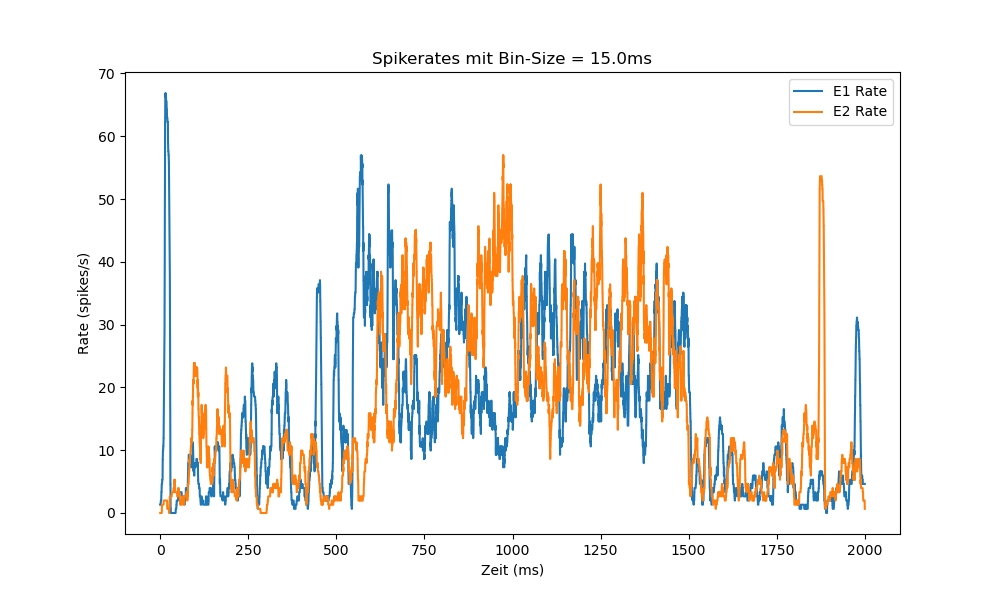 Spikerates mit Bin-Size = 15.0ms
E1 Rate
E2 Rate
70
60
50
40
30
20
10
0
Rate (spikes/s)
0 250 500 750 1000 1250 1500 1750 2000
Zeit (ms)